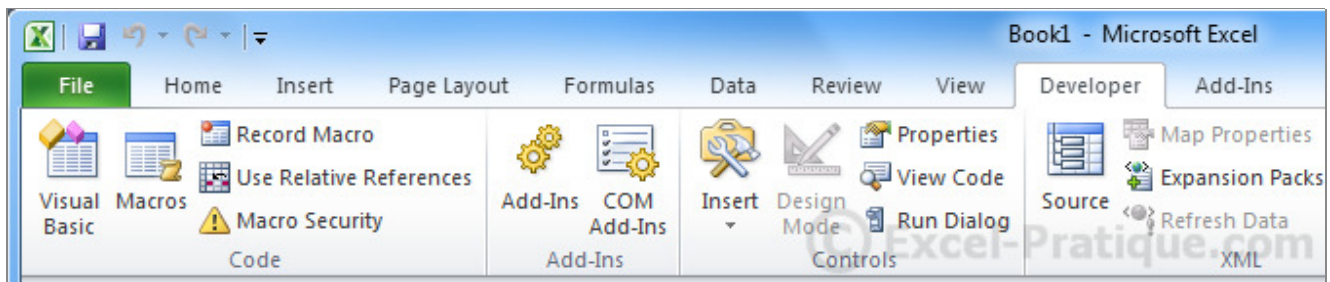 Book1 - Microsoft Excel
File Home Insert Page Layout Formulas Data Review View Developer Add-Ins
Visual Basic
Macros
Record Macro
Use Relative References
Macro Security
Code
Add-Ins
COM Add-Ins
Add-Ins
Insert
Design Mode
Properties
View Code
Run Dialog
Controls
Source
Map Properties
Expansion Packs
Refresh Data
XML
© Excel-Pratique.com